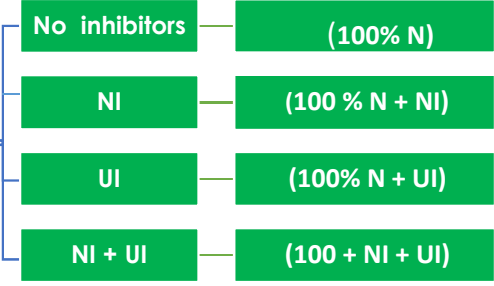 No inhibitors
(100% N)
NI
(100 % N + NI)
UI
(100% N + UI)
NI + UI
(100 + NI + UI)